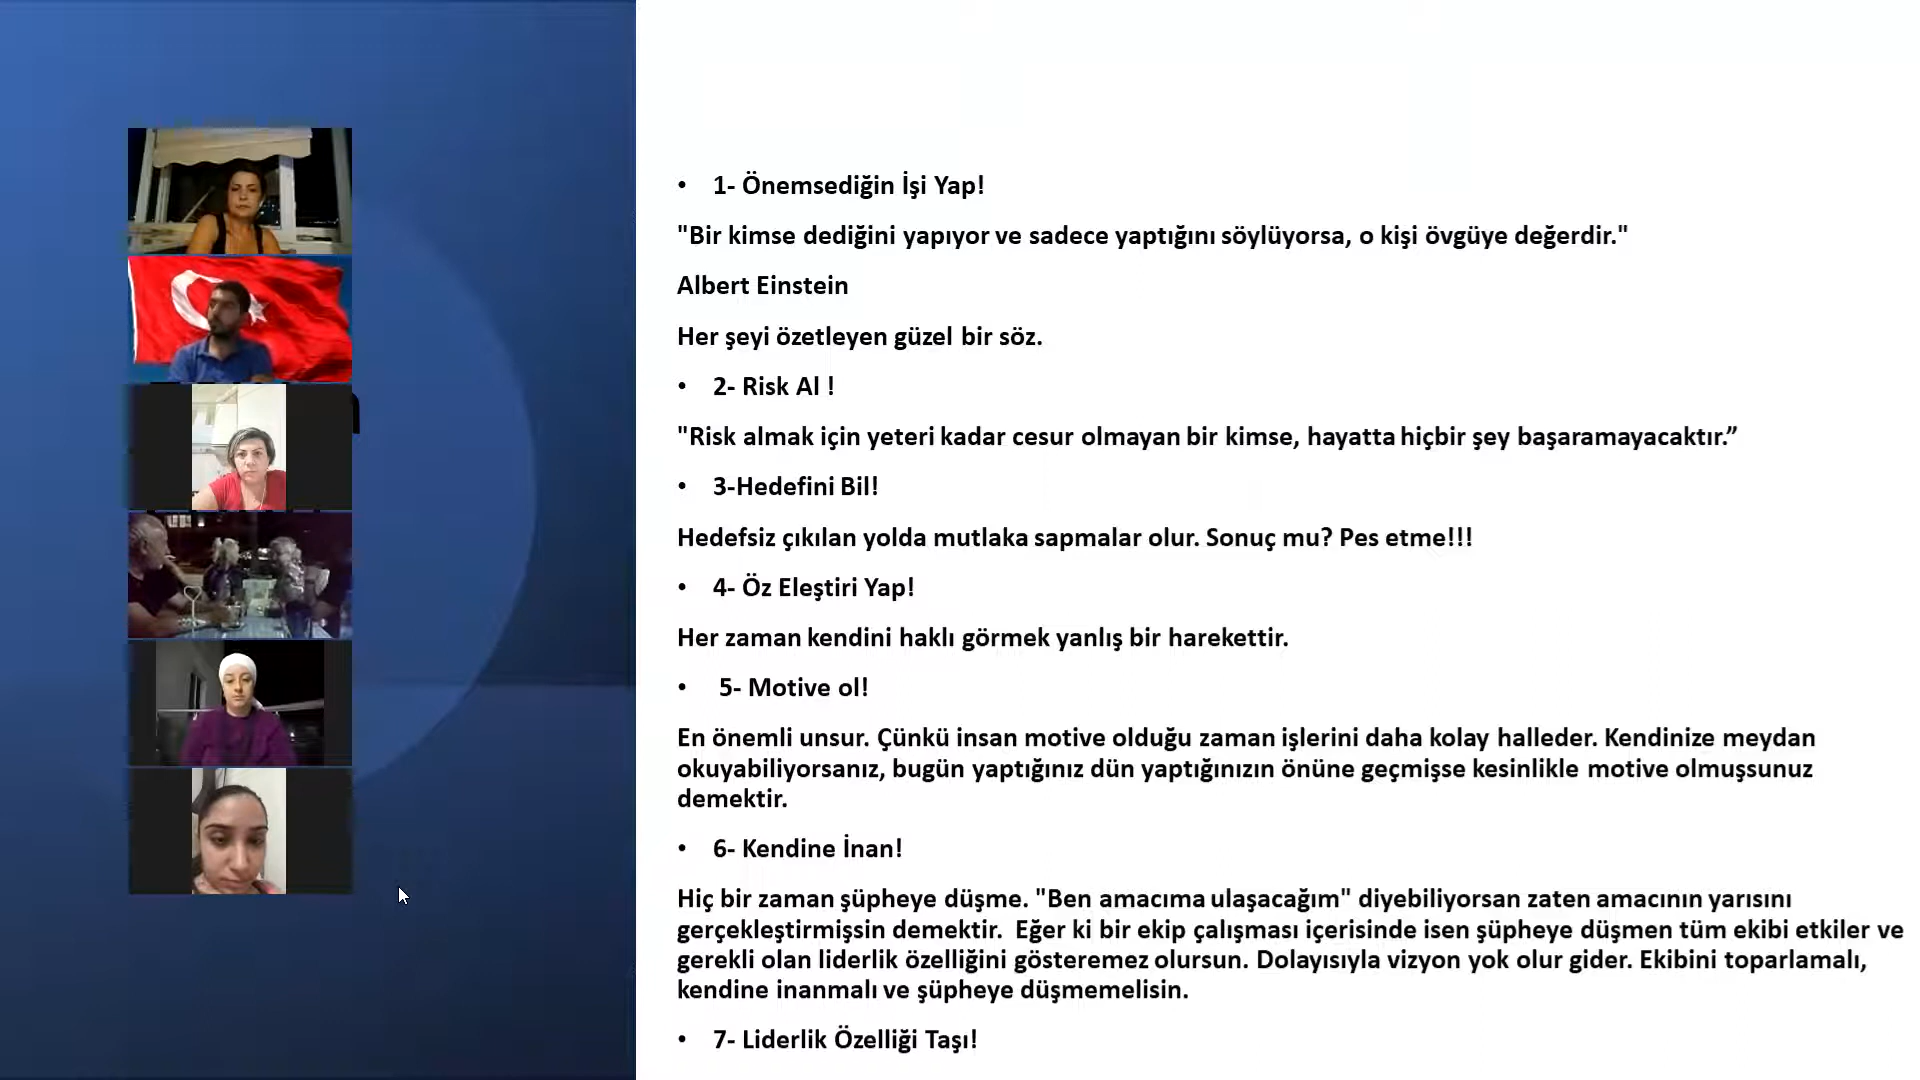 • 1- Önemsediğin İşi Yap!
"Bir kimse dediğini yapıyor ve sadece yaptığını söylüyorsa, o kişi övgüye değerdir."
Albert Einstein
Her şeyi özetleyen güzel bir söz.
• 2- Risk Al !
"Risk almak için yeteri kadar cesur olmayan bir kimse, hayatta hiçbir şey başaramayacaktır.”
• 3-Hedefini Bil!
Hedefsiz çıkılan yolda mutlaka sapmalar olur. Sonuç mu? Pes etme!!!
• 4- Öz Eleştiri Yap!
Her zaman kendini haklı görmek yanlış bir harekettir.
• 5- Motive ol!
En önemli unsur. Çünkü insan motive olduğu zaman işlerini daha kolay halleder. Kendinize meydan
okuyabiliyorsanız, bugün yaptığınız dün yaptığınızın önüne geçmişse kesinlikle motive olmuşsunuz
demektir.
• 6- Kendine İnan!
Hiç bir zaman şüpheye düşme. "Ben amacıma ulaşacağım" diyebiliyorsan zaten amacının yarısını
gerçekleştirmişsin demektir.  Eğer ki bir ekip çalışması içerisinde isen şüpheye düşmen tüm ekibi etkiler ve
gerekli olan liderlik özelliğini gösteremez olursun. Dolayısıyla vizyon yok olur gider. Ekibini toparlamalı,
kendine inanmalı ve şüpheye düşmemelisin.
• 7- Liderlik Özelliği Taşı!